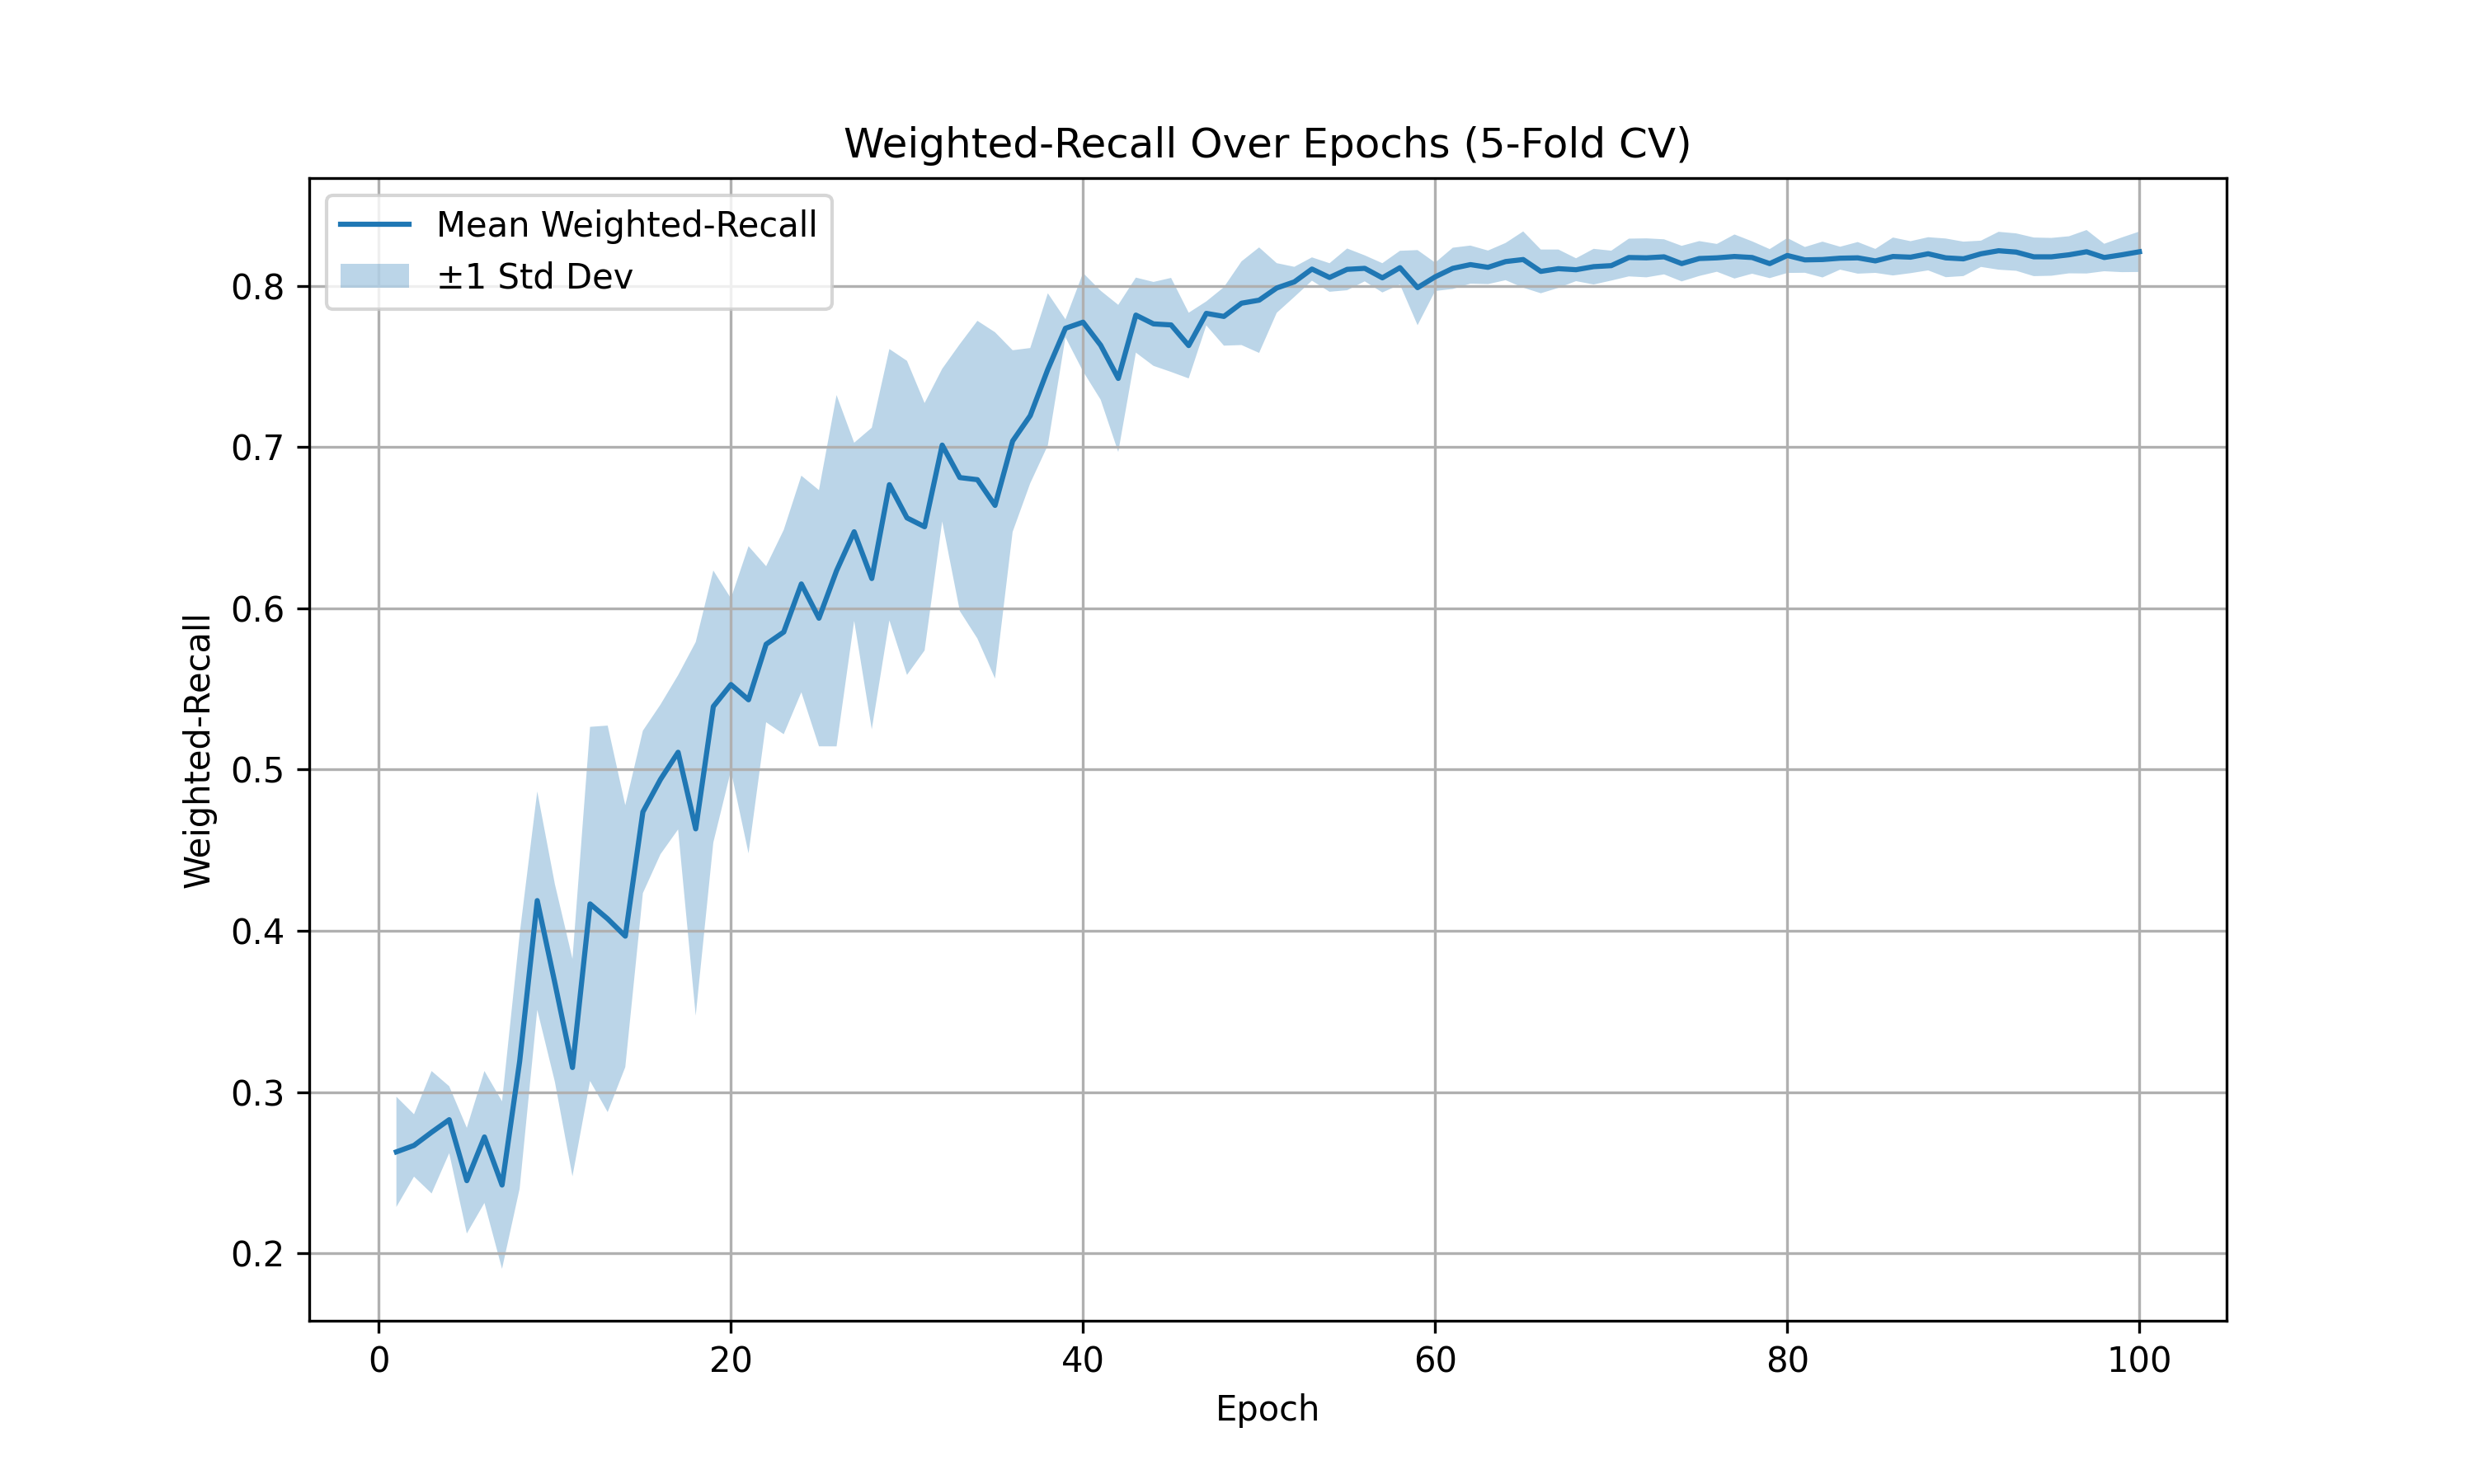 Weighted-Recall Over Epochs (5-Fold CV)
Mean Weighted-Recall
±1 Std Dev
Weighted-Recall
0.8
0.7
0.6
0.5
0.4
0.3
0.2
0 20 40 60 80 100
Epoch